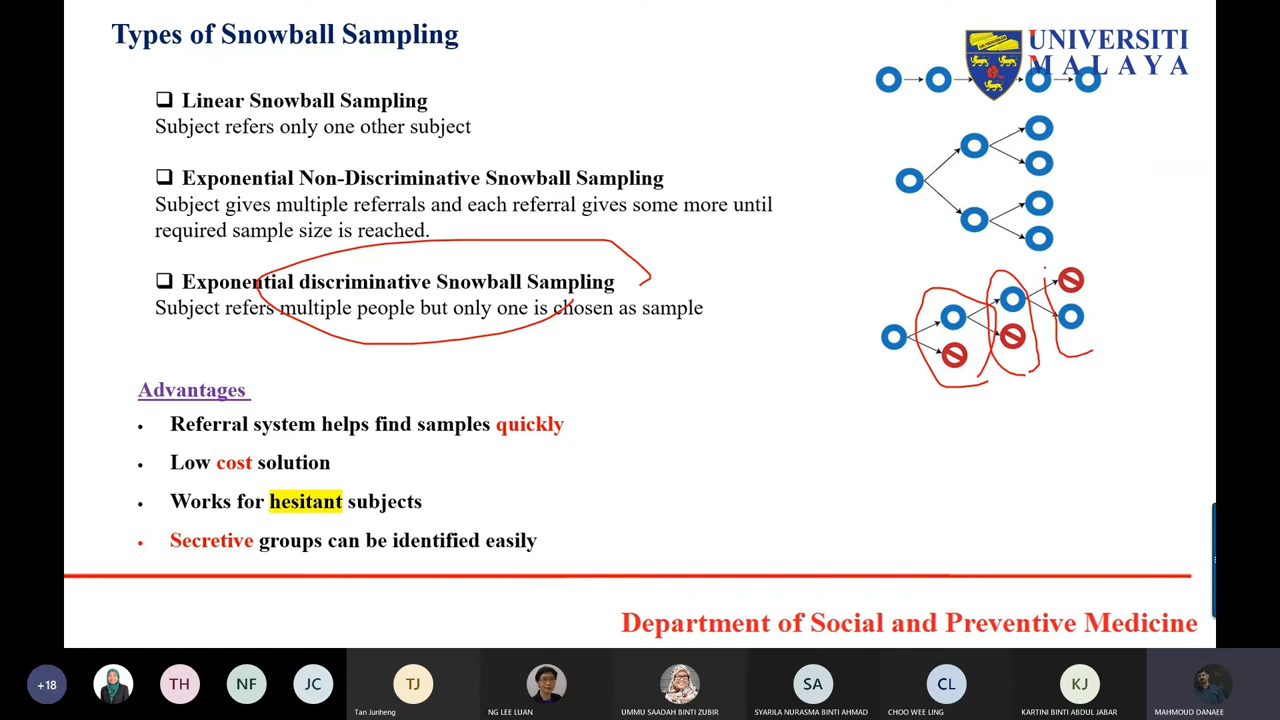 Types of Snowball Sampling
UNIVERSITI
MALAYA
Linear Snowball Sampling
Subject refers only one other subject
Exponential Non-Discriminative Snowball Sampling
Subject gives multiple referrals and each referral gives some more until
required sample size is reached.
Exponential discriminative Snowball Sampling
Subject refers multiple people but only one is chosen as sample
Advantages
• Referral system helps find samples quickly
• Low cost solution
• Works for hesitant subjects
• Secretive groups can be identified easily
Department of Social and Preventive Medicine
+18
TH
NF
JC
TJ
SA
CL
KJ
Tan Junheng
NG LEE LUAN
UMMU SAADAH BINTI ZUBIR
SYARILA NURASMA BINTI AHMAD
CHOO WEE LING
KARTINI BINTI ABDUL JABAR
MAHMOUD DANAEE